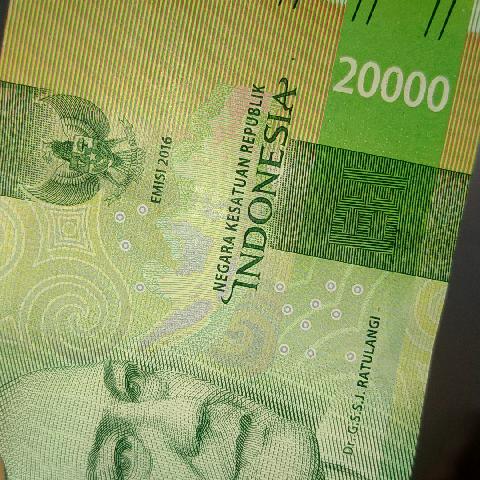 20000
EMISI 2016
NEGARA KESATUAN REPUBLIK
INDONESIA
Dr. G.S.S.J. RATULANGI